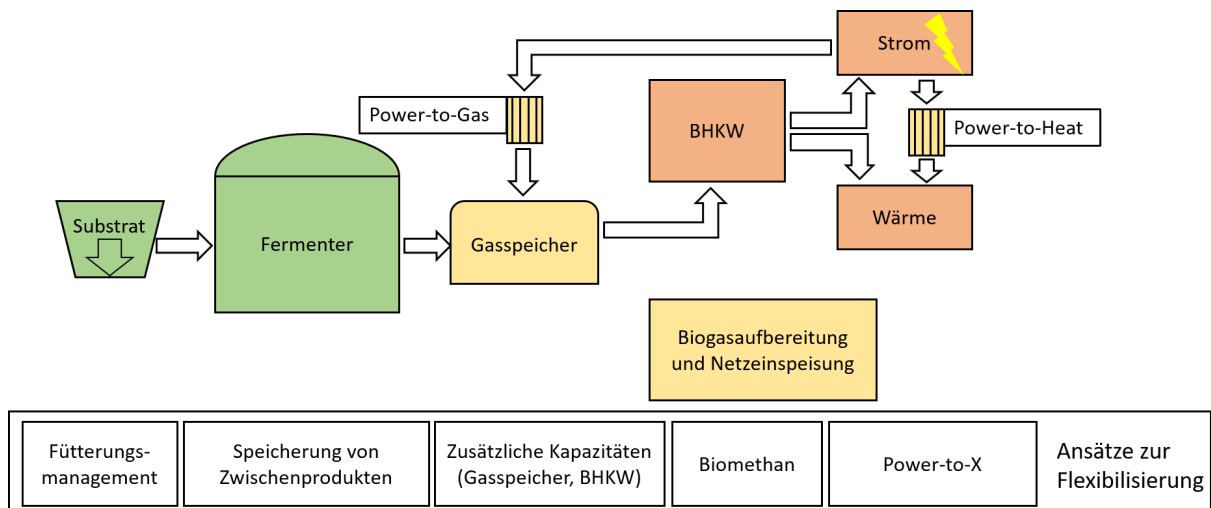 Strom
Power-to-Gas
BHKW
Power-to-Heat
Substrat
Fermenter
Gasspeicher
Wärme
Biogasaufbereitung
und Netzeinspeisung
Fütterungs-
management
Speicherung von
Zwischenprodukten
Zusätzliche Kapazitäten
(Gasspeicher, BHKW)
Biomethan
Power-to-X
Ansätze zur
Flexibilisierung